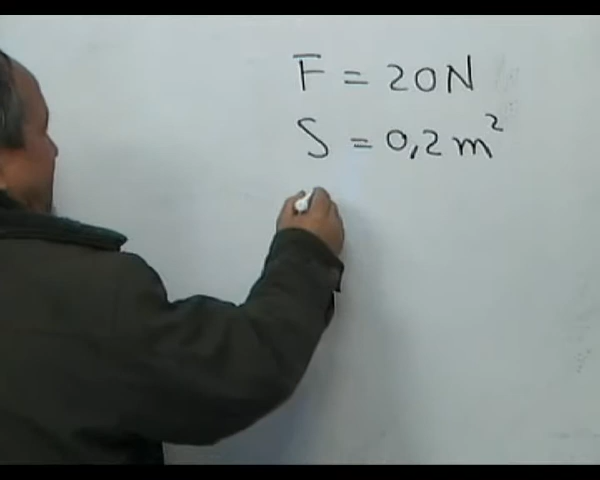 F = 20N
S = 0,2 m²